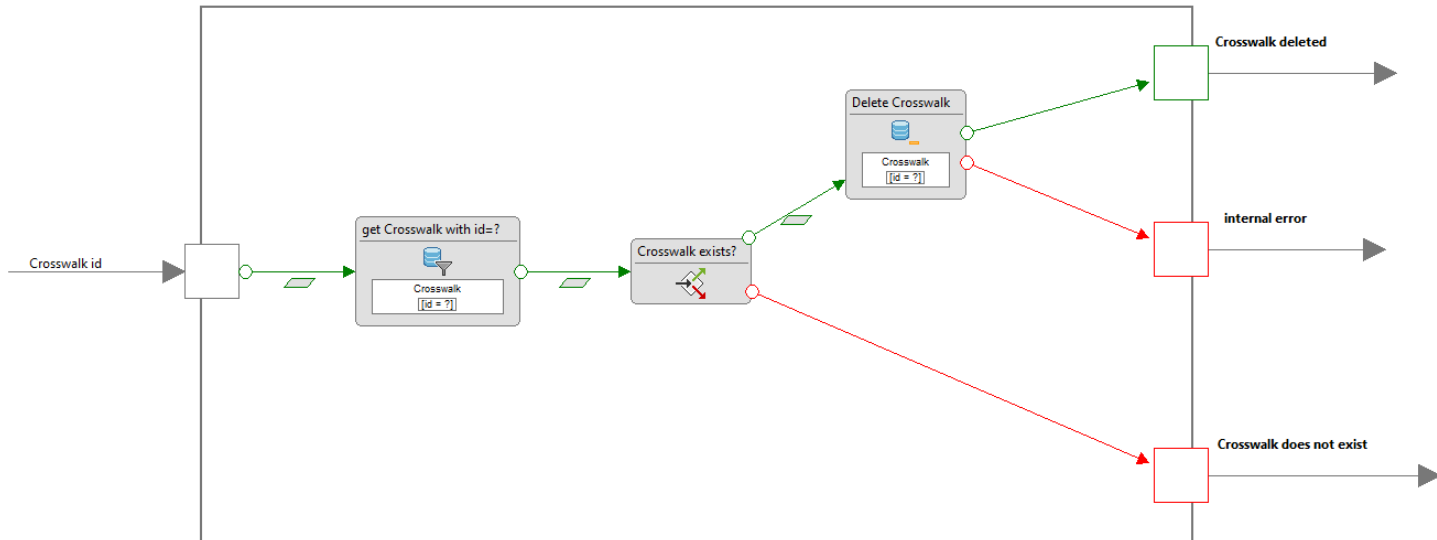 Crosswalk deleted
Delete Crosswalk
Crosswalk
[id = ?]
internal error
get Crosswalk with id=?
Crosswalk exists?
Crosswalk id
Crosswalk
[id = ?]
Crosswalk does not exist